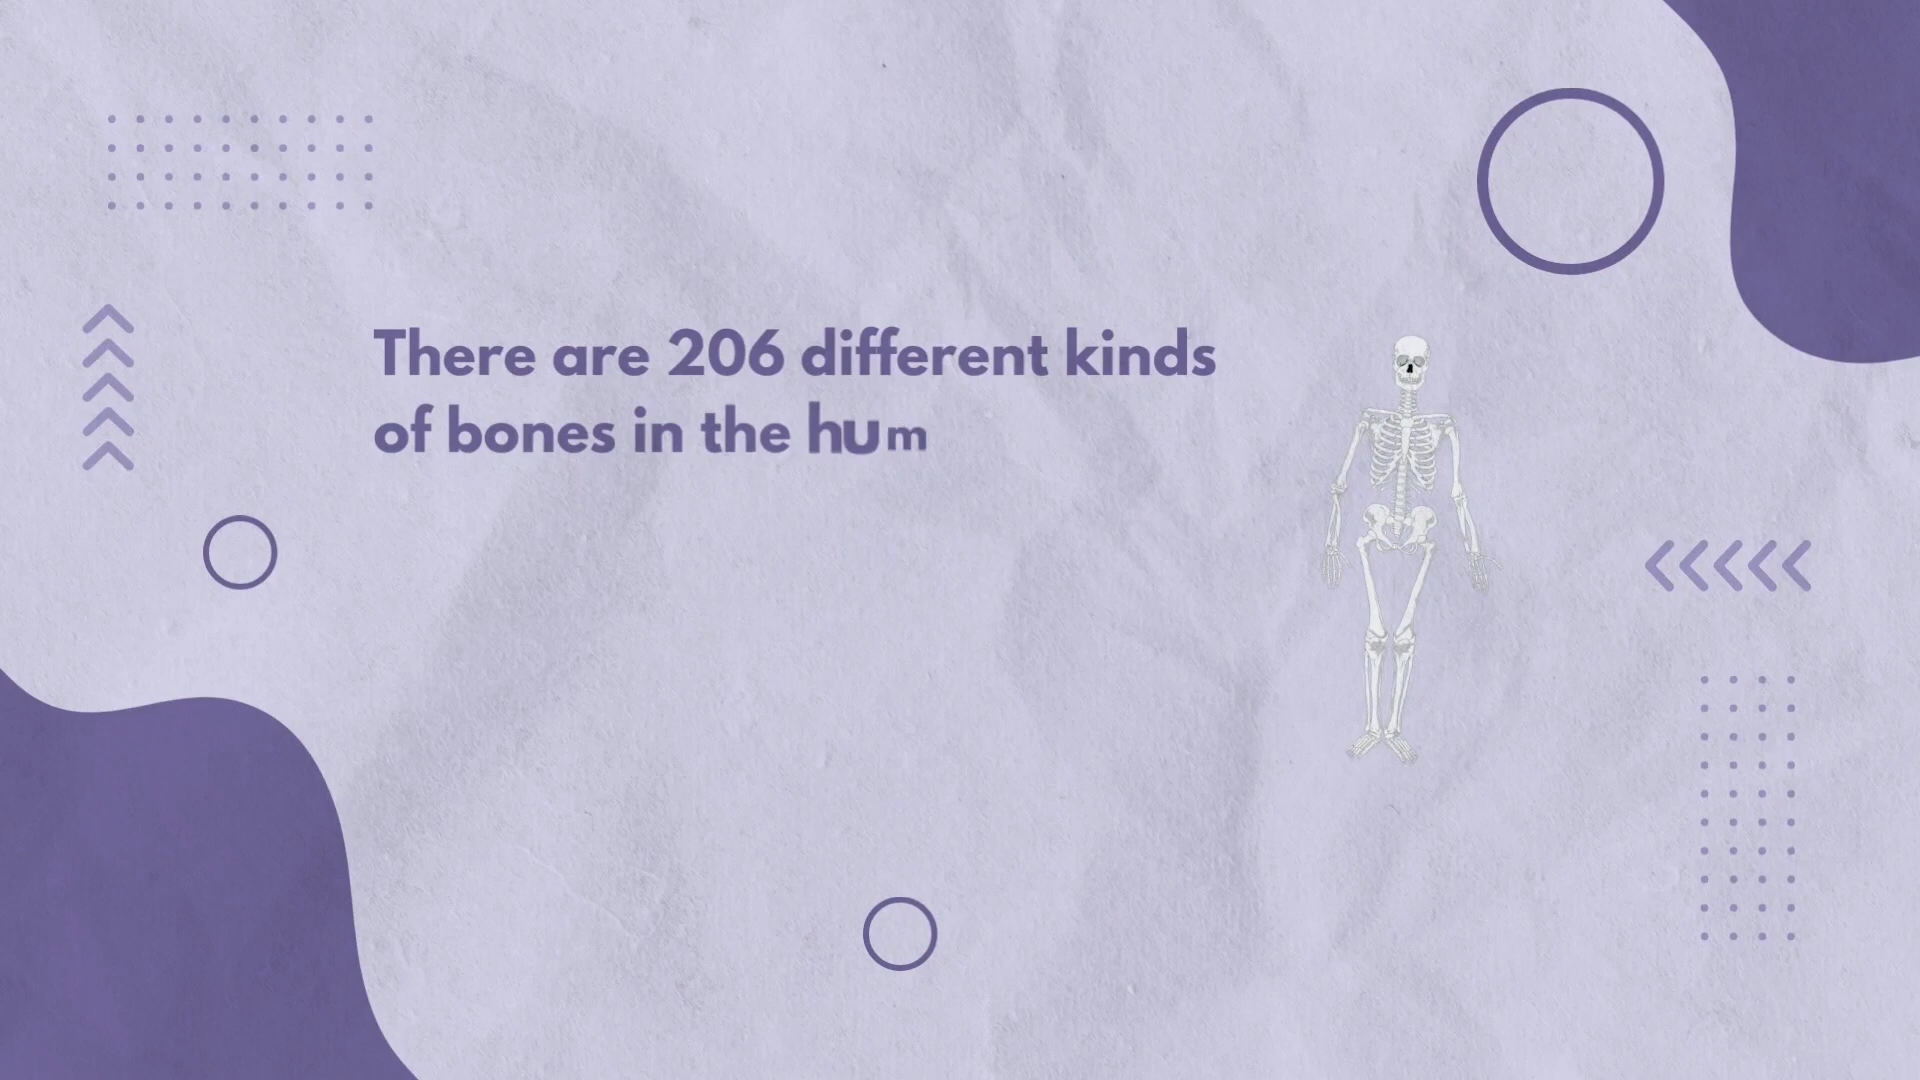 There are 206 different kinds
of bones in the hum